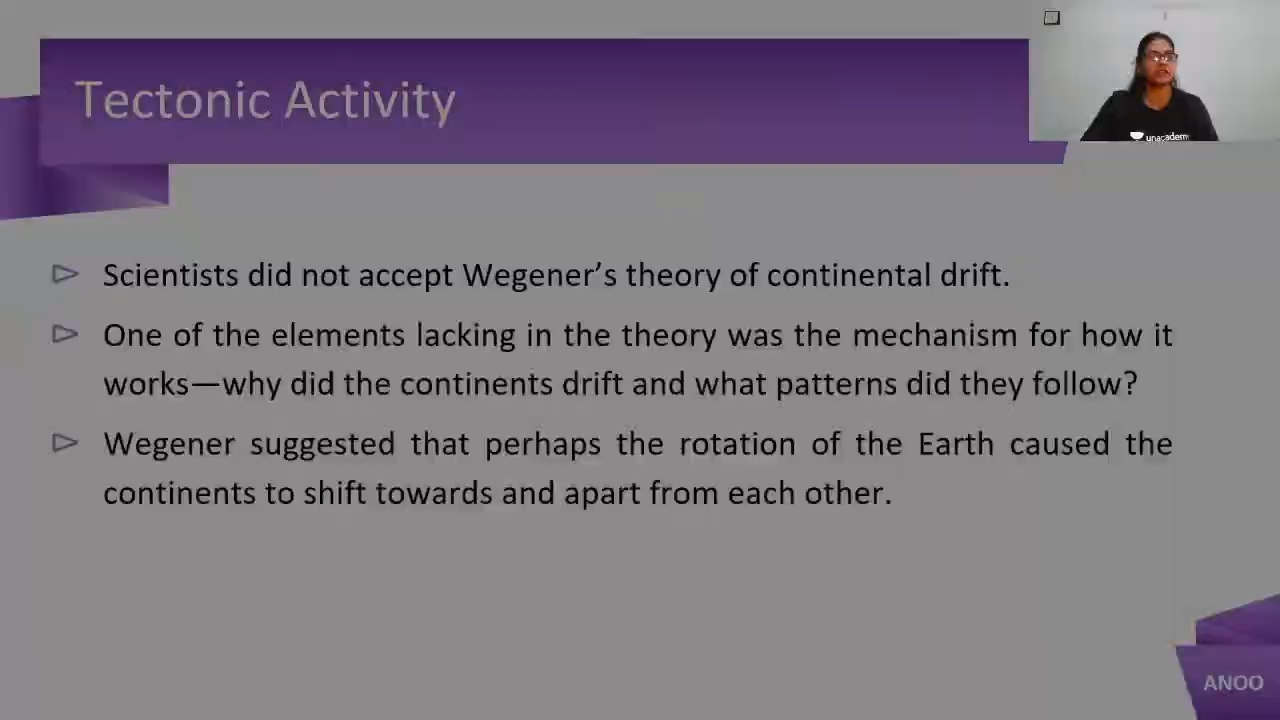 Tectonic Activity
unacademy
Scientists did not accept Wegener’s theory of continental drift.
One of the elements lacking in the theory was the mechanism for how it
works—why did the continents drift and what patterns did they follow?
Wegener suggested that perhaps the rotation of the Earth caused the
continents to shift towards and apart from each other.
ANOO